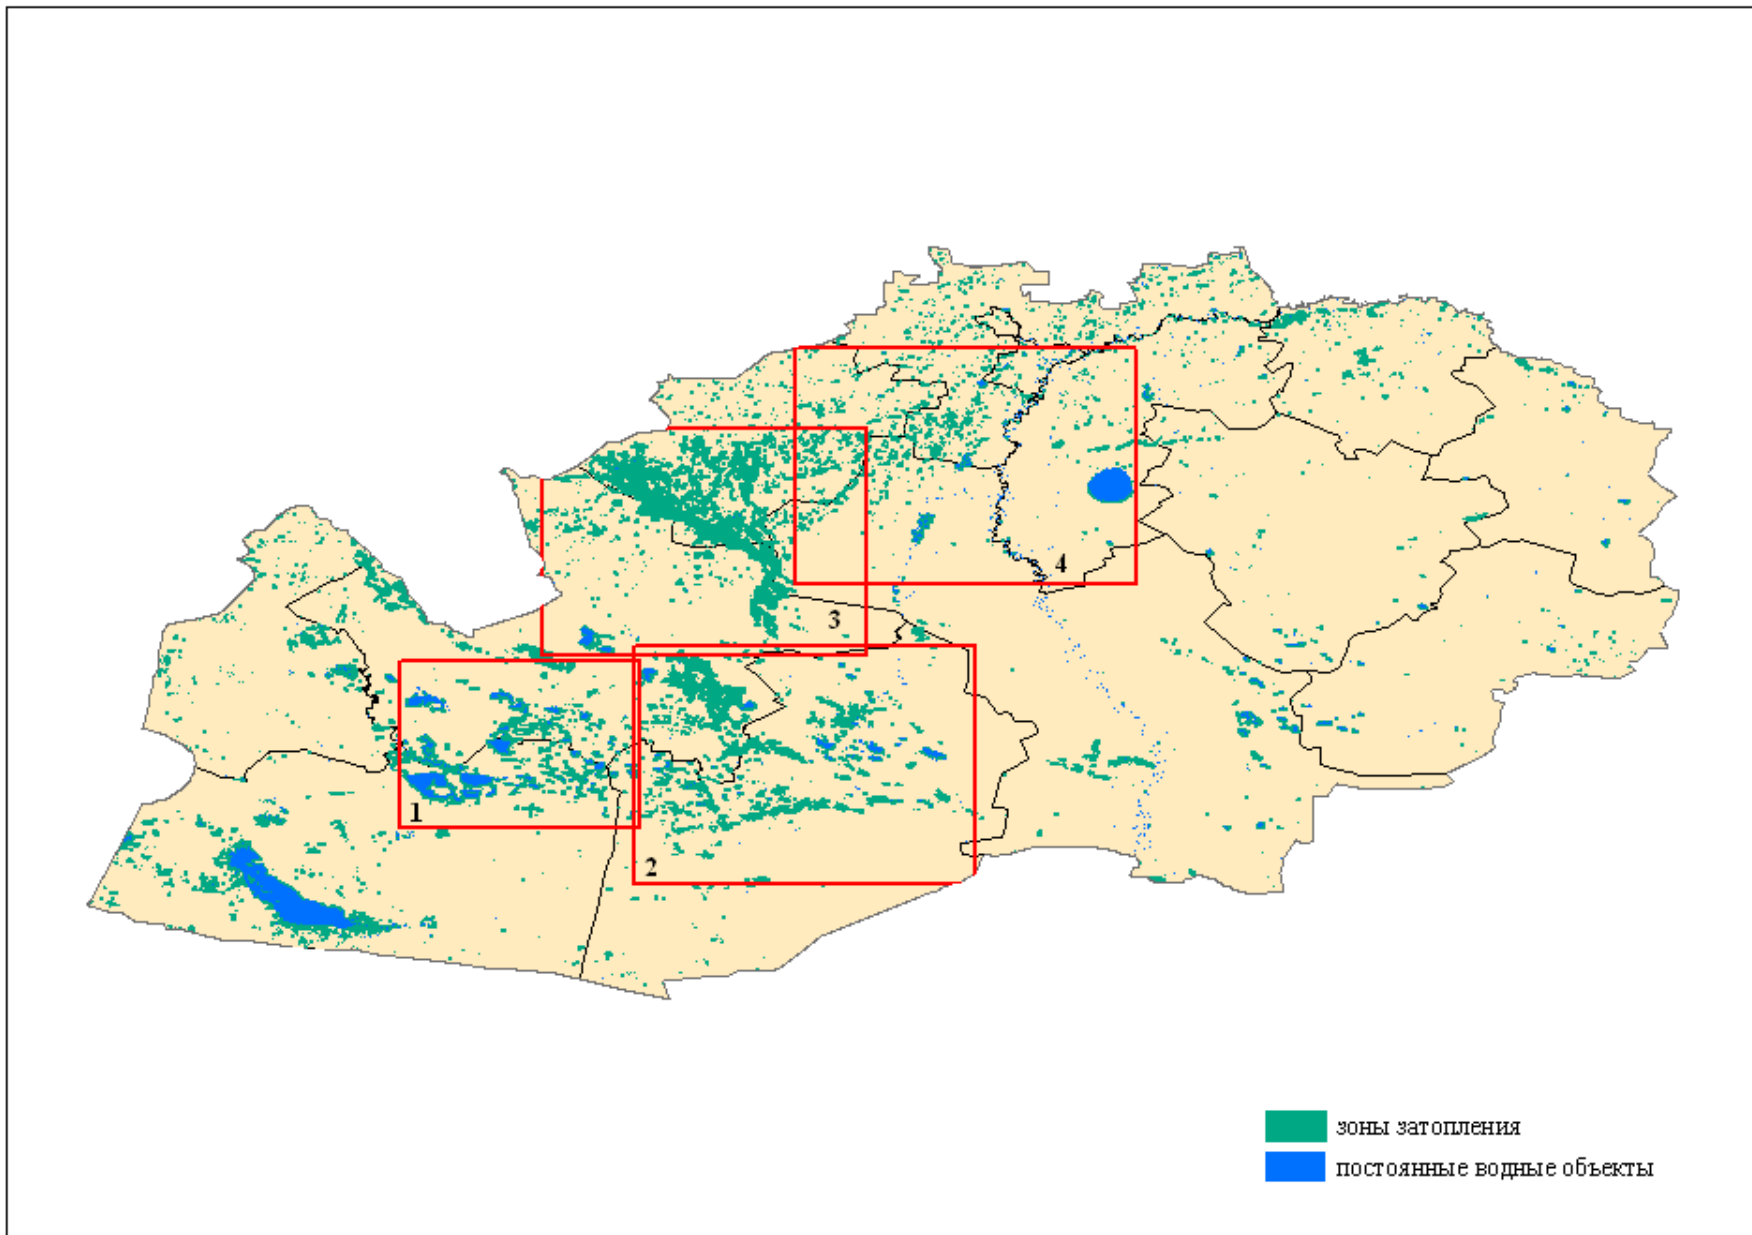 4
3
1
2
зоны затопления
постоянные водные объекты